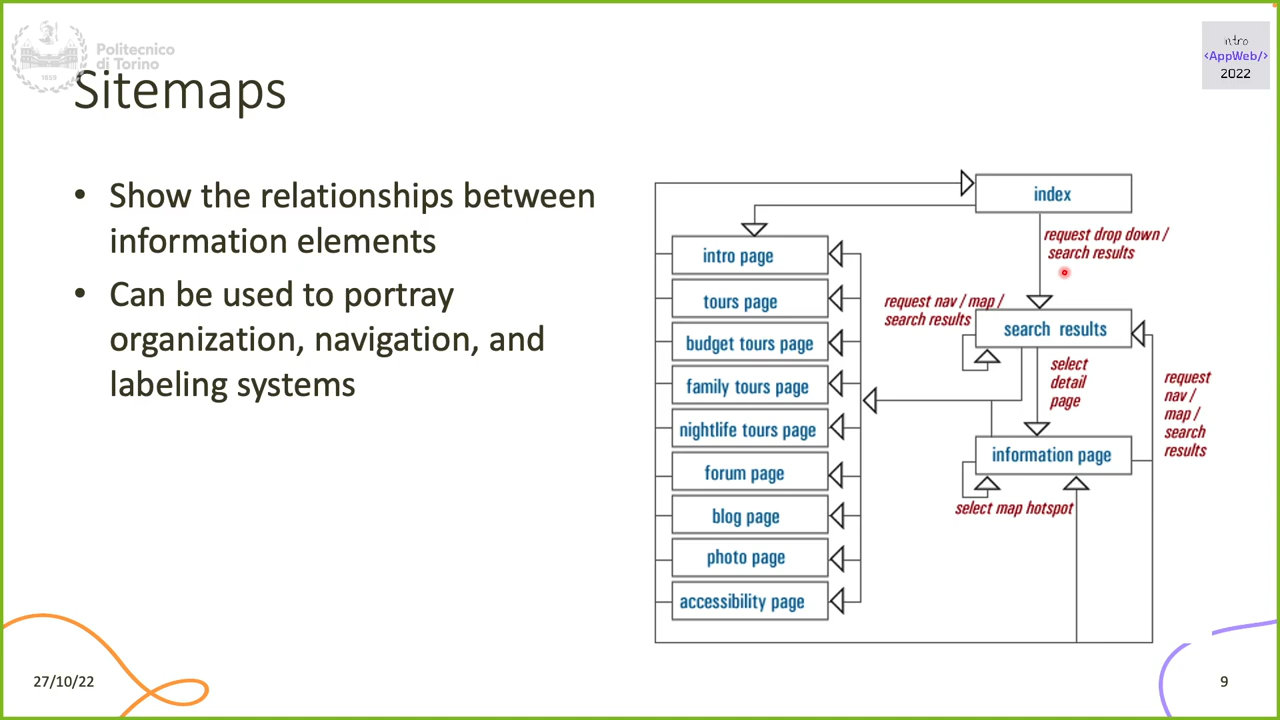 Politecnico
di Torino
1859
Sitemaps
intro
<AppWeb/>
2022
• Show the relationships between
information elements
• Can be used to portray
organization, navigation, and
labeling systems
index
request drop down /
search results
intro page
tours page
budget tours page
family tours page
nightlife tours page
forum page
blog page
photo page
accessibility page
request nav / map /
search results
search results
select
detail
page
request
nav /
map /
search
results
information page
select map hotspot
27/10/22
9